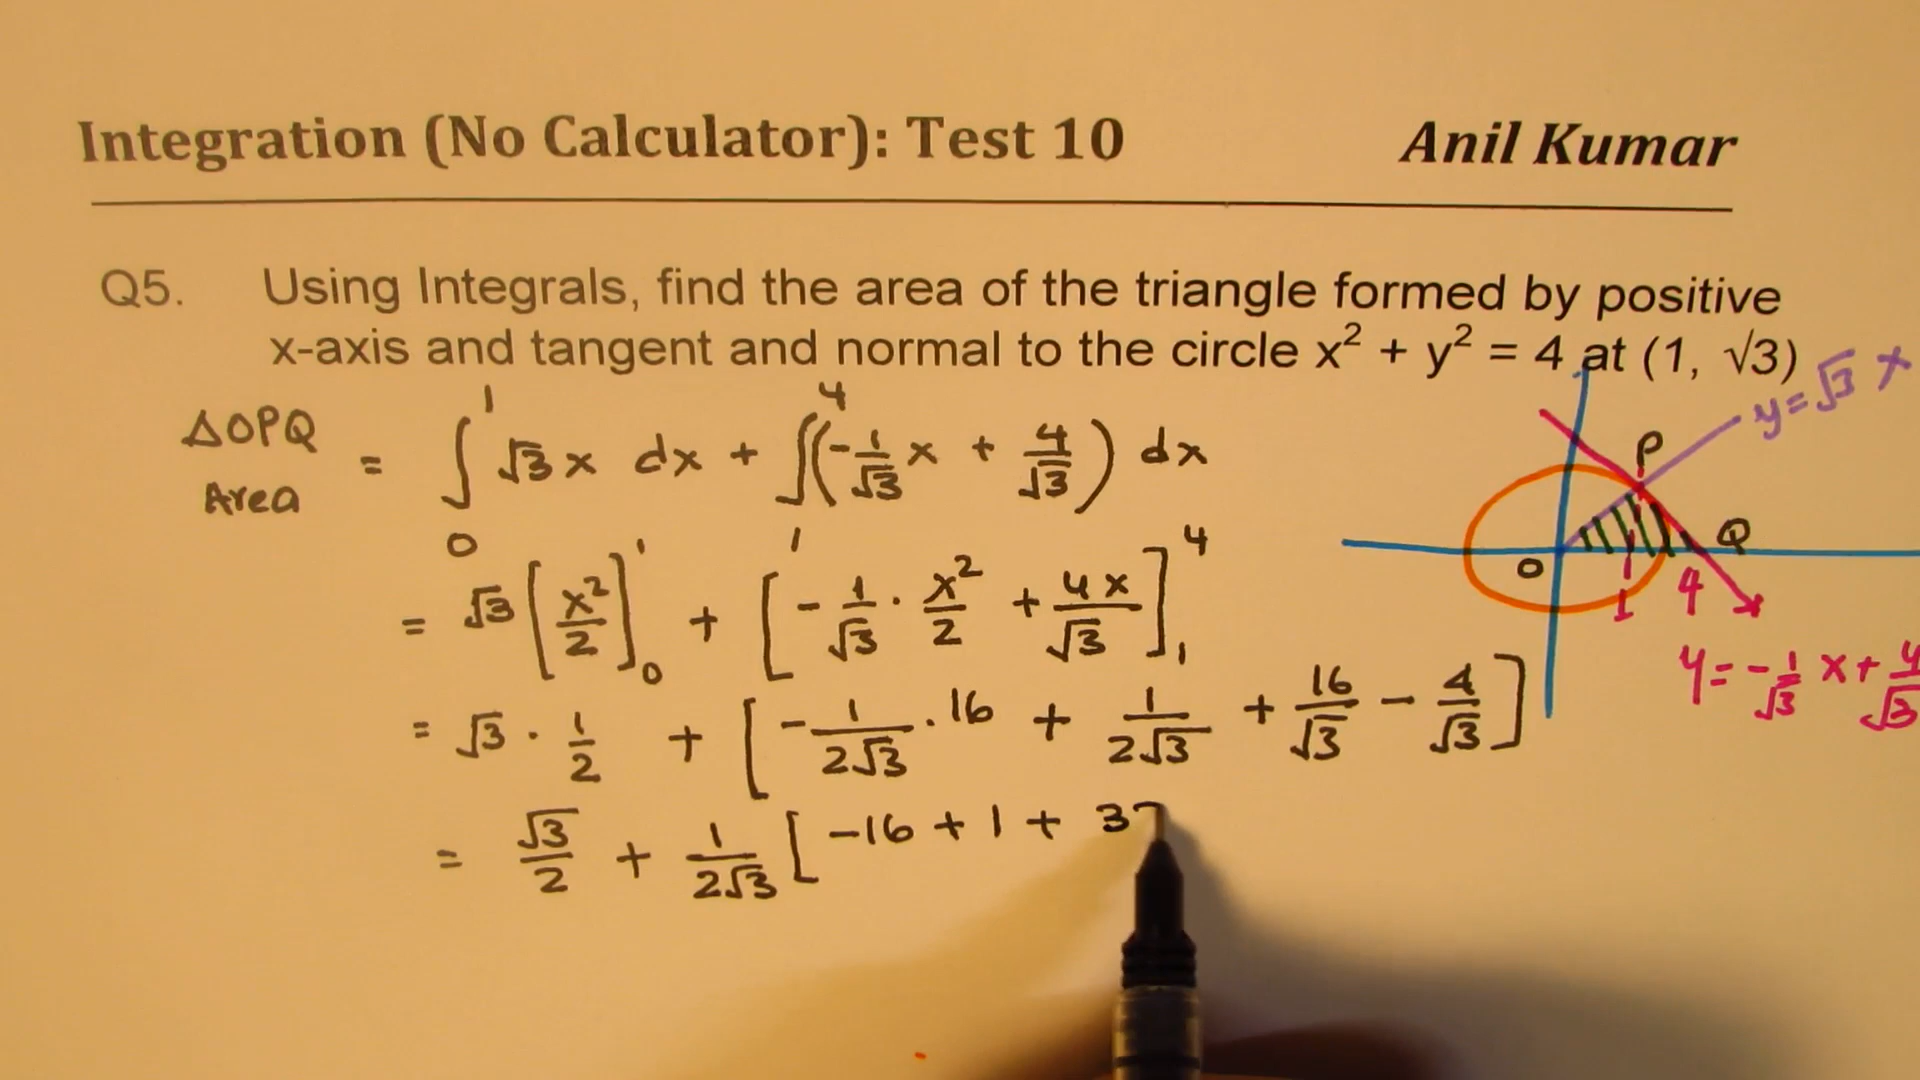 Integration (No Calculator): Test 10 Anil Kumar
Q5. Using Integrals, find the area of the triangle formed by positive
x-axis and tangent and normal to the circle x² + y² = 4 at (1, √3)
ΔOPQ Area = ∫₀¹ √3 x dx + ∫₁⁴ (-1/√3 x + 4/√3) dx
= √3 [x²/2]₀¹ + [-1/√3 · x²/2 + 4x/√3]₁⁴
= √3 · 1/2 + [-1/2√3 · 16 + 1/2√3 + 16/√3 - 4/√3]
= √3/2 + 1/2√3 [-16 + 1 + 3
y = √3 x
P
O
Q
1
4
y = -1/√3 x + 4/√3